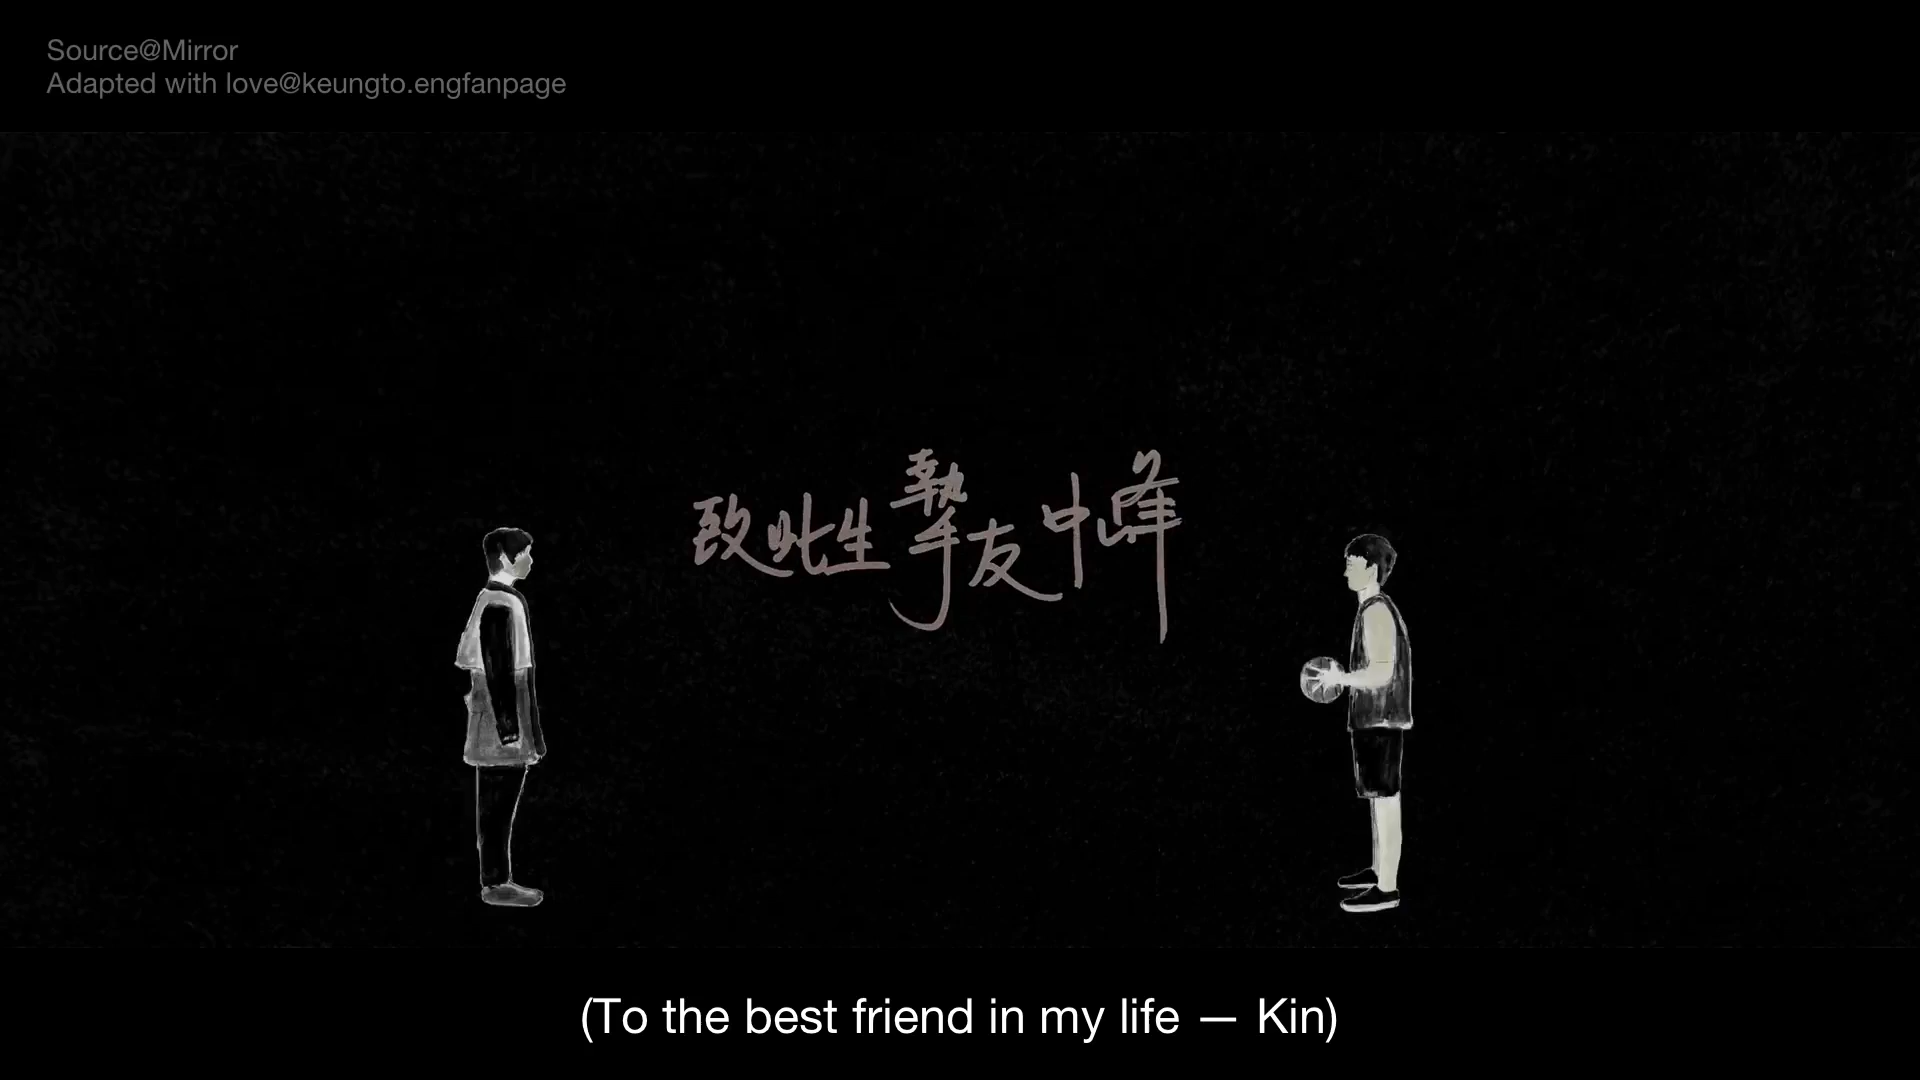 Source@Mirror
Adapted with love@keungto.engfanpage
致此生摯友中峰
(To the best friend in my life — Kin)